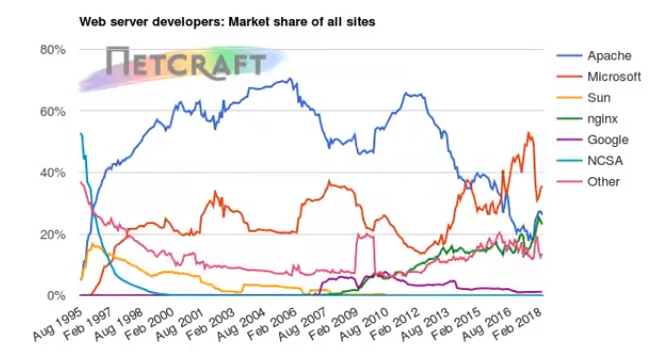 Web server developers: Market share of all sites
NETCRAFT
80%
60%
40%
20%
0%
Aug 1995
Feb 1997
Aug 1998
Feb 2000
Aug 2001
Feb 2003
Aug 2004
Feb 2006
Aug 2007
Feb 2009
Aug 2010
Feb 2012
Aug 2013
Feb 2015
Aug 2016
Feb 2018
Apache
Microsoft
Sun
nginx
Google
NCSA
Other